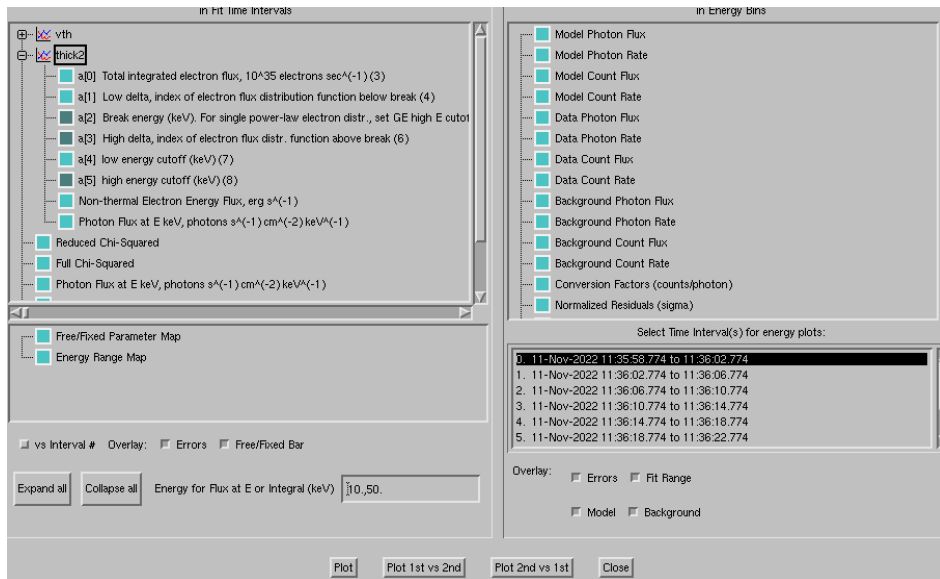 in Fit Time Intervals
vth
thick2
a[0] Total integrated electron flux, 10^35 electrons sec^(-1) (3)
a[1] Low delta, index of electron flux distribution function below break (4)
a[2] Break energy (keV). For single power-law electron distr., set GE high E cutof
a[3] High delta, index of electron flux distr. function above break (6)
a[4] low energy cutoff (keV) (7)
a[5] high energy cutoff (keV) (8)
Non-thermal Electron Energy Flux, erg s^(-1)
Photon Flux at E keV, photons s^(-1) cm^(-2) keV^(-1)
Reduced Chi-Squared
Full Chi-Squared
Photon Flux at E keV, photons s^(-1) cm^(-2) keV^(-1)
Free/Fixed Parameter Map
Energy Range Map
vs Interval # Overlay: Errors Free/Fixed Bar
Expand all Collapse all Energy for Flux at E or Integral (keV) 10.,50.
in Energy Bins
Model Photon Flux
Model Photon Rate
Model Count Flux
Model Count Rate
Data Photon Flux
Data Photon Rate
Data Count Flux
Data Count Rate
Background Photon Flux
Background Photon Rate
Background Count Flux
Background Count Rate
Conversion Factors (counts/photon)
Normalized Residuals (sigma)
Select Time Interval(s) for energy plots:
0. 11-Nov-2022 11:35:58.774 to 11:36:02.774
1. 11-Nov-2022 11:36:02.774 to 11:36:06.774
2. 11-Nov-2022 11:36:06.774 to 11:36:10.774
3. 11-Nov-2022 11:36:10.774 to 11:36:14.774
4. 11-Nov-2022 11:36:14.774 to 11:36:18.774
5. 11-Nov-2022 11:36:18.774 to 11:36:22.774
Overlay: Errors Fit Range
Model Background
Plot Plot 1st vs 2nd Plot 2nd vs 1st Close